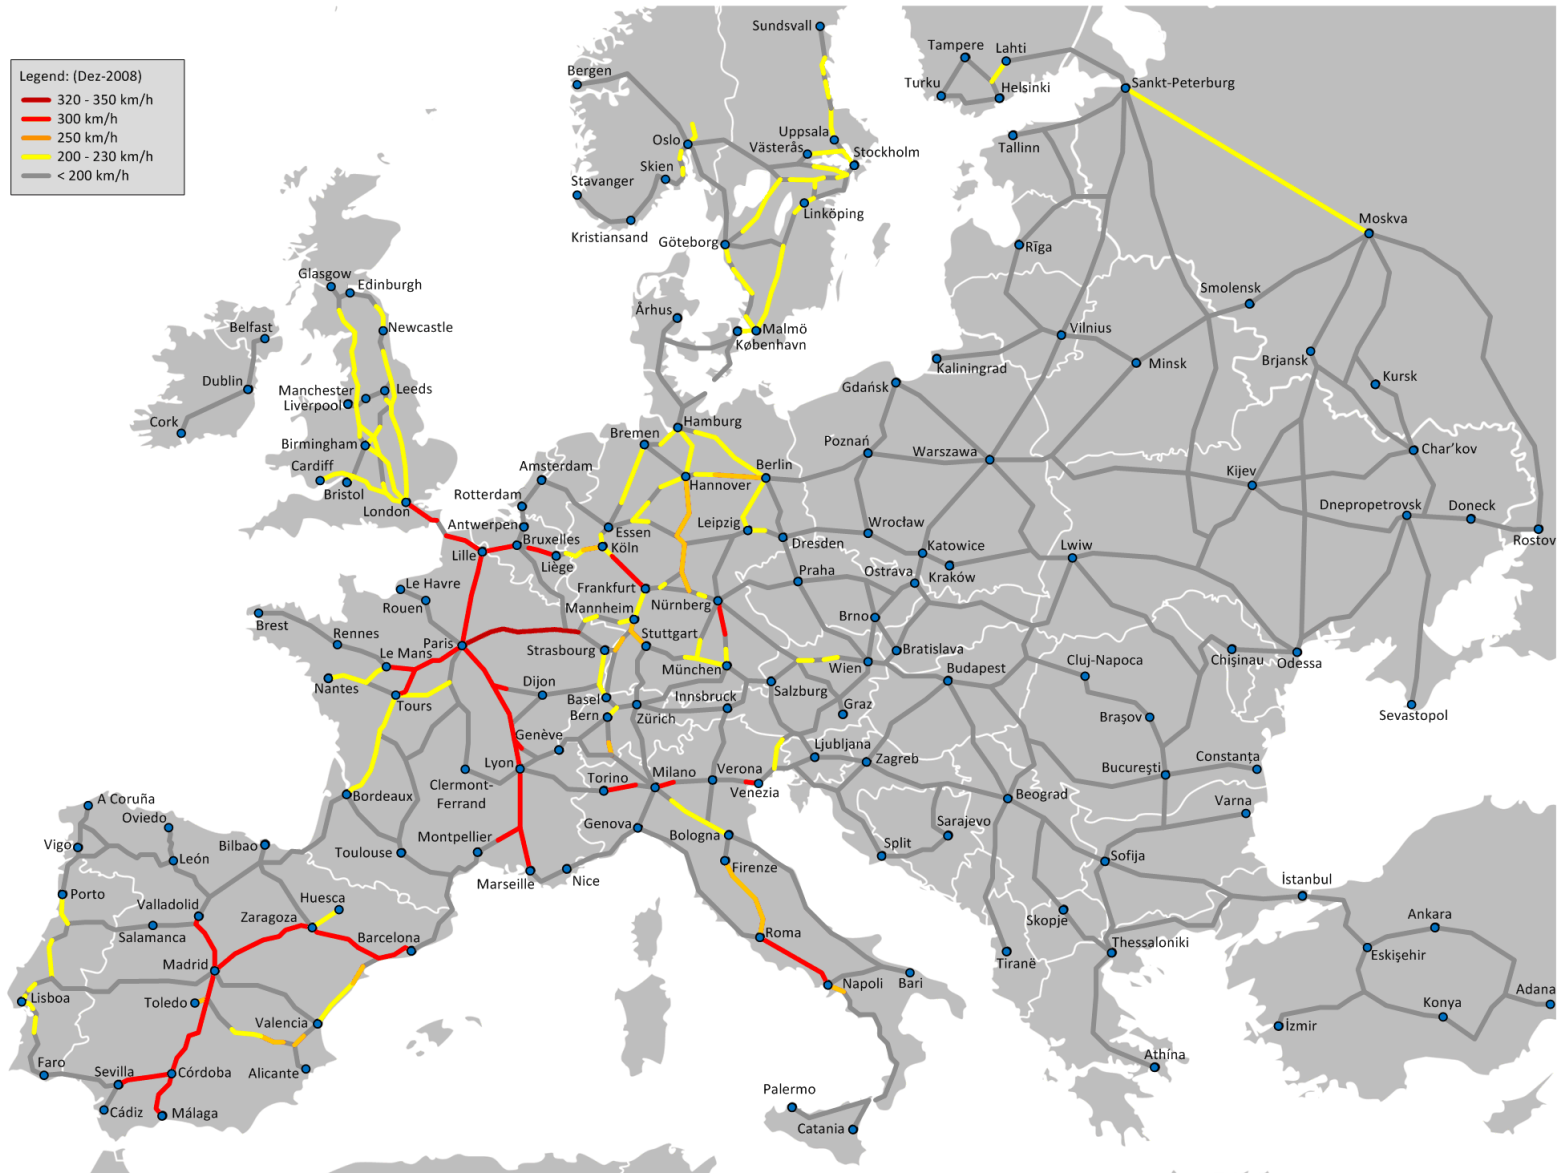 Legend: (Dez-2008)
320 - 350 km/h
300 km/h
250 km/h
200 - 230 km/h
< 200 km/h
Sundsvall
Tampere
Lahti
Bergen
Turku
Helsinki
Sankt-Peterburg
Oslo
Uppsala
Västerås
Stockholm
Tallinn
Skien
Stavanger
Linköping
Kristiansand
Göteborg
Rīga
Moskva
Glasgow
Edinburgh
Smolensk
Århus
Belfast
Newcastle
Malmö
København
Vilnius
Minsk
Brjansk
Kaliningrad
Dublin
Manchester
Leeds
Liverpool
Gdańsk
Kursk
Cork
Birmingham
Hamburg
Bremen
Poznań
Warszawa
Char'kov
Cardiff
Bristol
Amsterdam
Berlin
Hannover
Kijev
Rotterdam
London
Antwerpen
Essen
Leipzig
Wrocław
Dnepropetrovsk
Doneck
Rostov
Bruxelles
Lille
Liège
Köln
Dresden
Katowice
Lwiw
Kraków
Le Havre
Frankfurt
Praha
Ostrava
Rouen
Mannheim
Nürnberg
Brest
Brno
Rennes
Paris
Stuttgart
Le Mans
Strasbourg
Bratislava
Chişinau
Odessa
Nantes
München
Wien
Budapest
Cluj-Napoca
Tours
Dijon
Basel
Innsbruck
Salzburg
Bern
Zürich
Graz
Braşov
Sevastopol
Genève
Ljubljana
Lyon
Zagreb
Constanţa
Clermont-
Ferrand
Torino
Milano
Verona
Venezia
Bucureşti
Bordeaux
Beograd
Varna
A Coruña
Oviedo
Genova
Bologna
Sarajevo
Split
Montpellier
Vigo
León
Bilbao
Toulouse
Marseille
Nice
Firenze
Sofija
İstanbul
Porto
Huesca
Valladolid
Zaragoza
Skopje
Ankara
Salamanca
Barcelona
Roma
Thessaloniki
Eskişehir
Madrid
Tiranë
Napoli
Bari
Lisboa
Toledo
Konya
Adana
Valencia
İzmir
Faro
Sevilla
Córdoba
Alicante
Athína
Cádiz
Málaga
Palermo
Catania